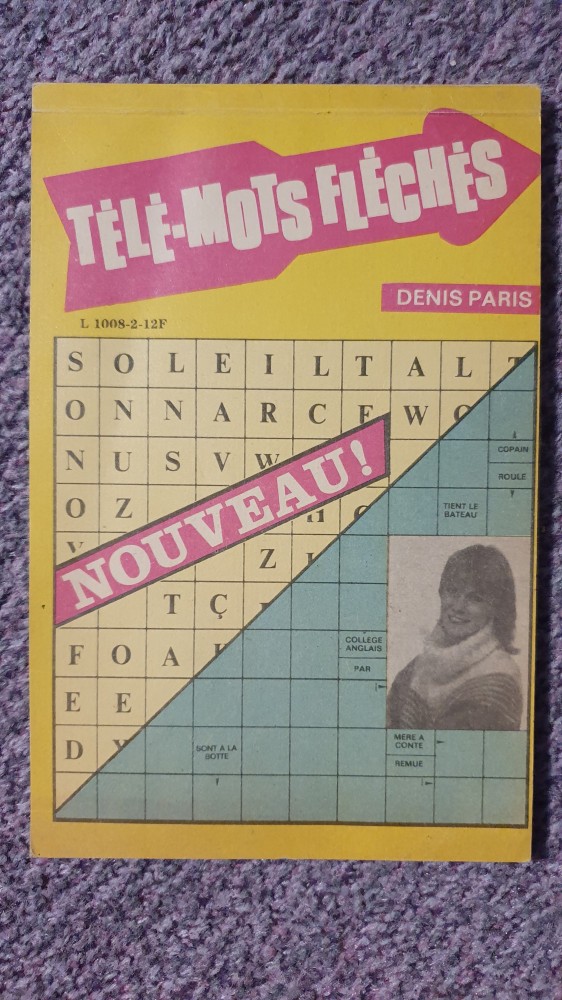 TÉLÉ-MOTS FLÉCHÉS
DENIS PARIS
L 1008-2-12F
S O L E I L T A L T
O N N A R C E W
N U S V W
COPAIN
ROULE
O Z
TIENT LE
BATEAU
NOUVEAU!
Z
T Ç
F O A
COLLEGE
ANGLAIS
PAR
E E
D
SONT A LA
BOTTE
MERE A
CONTE
REMUE